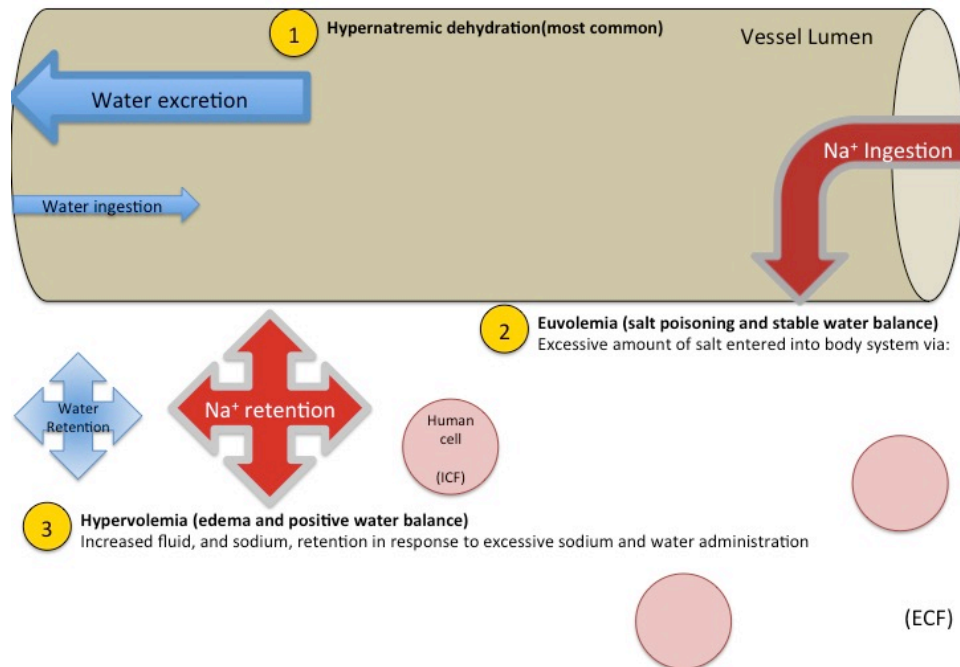 1
Hypernatremic dehydration(most common)
Vessel Lumen
Water excretion
Na⁺ Ingestion
Water ingestion
2
Euvolemia (salt poisoning and stable water balance)
Excessive amount of salt entered into body system via:
Water
Retention
Na⁺ retention
Human
cell
(ICF)
3
Hypervolemia (edema and positive water balance)
Increased fluid, and sodium, retention in response to excessive sodium and water administration
(ECF)